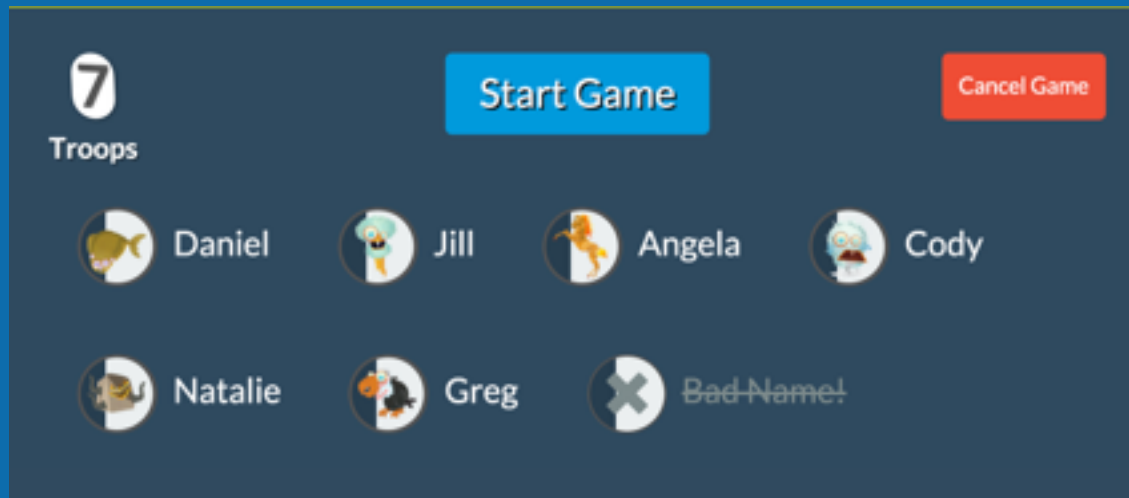 7
Troops
Start Game
Cancel Game
Daniel
Jill
Angela
Cody
Natalie
Greg
Bad Name!